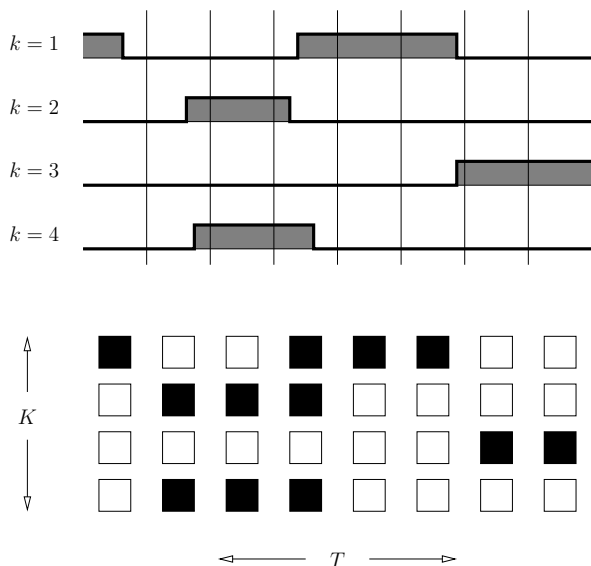 k = 1
k = 2
k = 3
k = 4
K
T